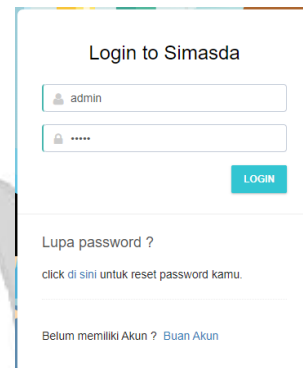 Login to Simasda
admin
•••••
LOGIN
Lupa password ?
click di sini untuk reset password kamu.
Belum memiliki Akun ? Buan Akun